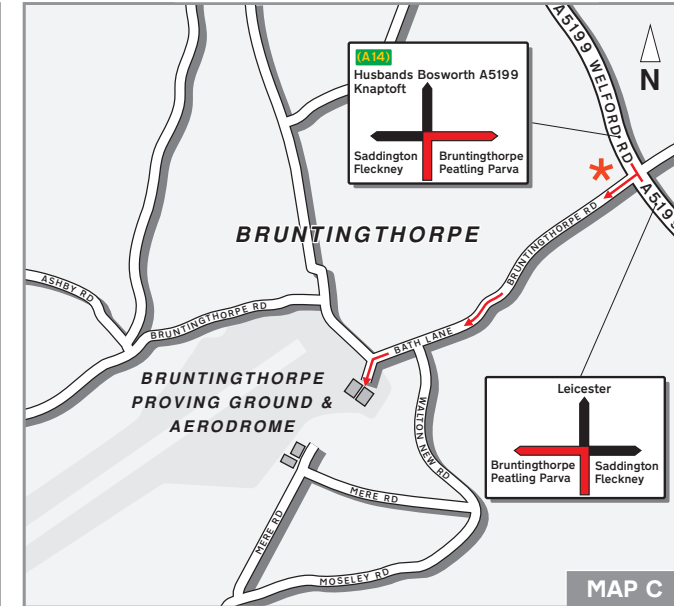 (A14)
Husbands Bosworth A5199
Knaptoft
Saddington
Fleckney
Bruntingthorpe
Peatling Parva
A5199 WELFORD RD
N
*
A5199
BRUNTINGTHORPE
BRUNTINGTHORPE RD
ASHBY RD
BRUNTINGTHORPE RD
BATH LANE
BRUNTINGTHORPE
PROVING GROUND &
AERODROME
WALTON NEW RD
Leicester
Bruntingthorpe
Peatling Parva
Saddington
Fleckney
MERE RD
MERE RD
MOSELEY RD
MAP C